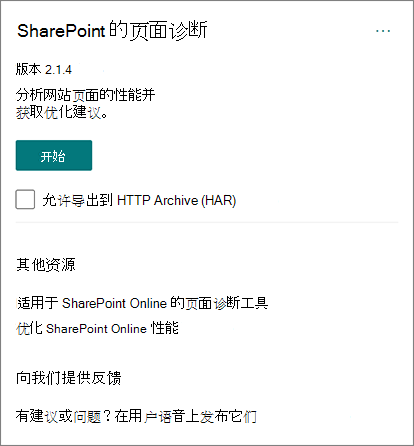 SharePoint 的页面诊断
版本 2.1.4
分析网站页面的性能并
获取优化建议。
开始
允许导出到 HTTP Archive (HAR)
其他资源
适用于 SharePoint Online 的页面诊断工具
优化 SharePoint Online 性能
向我们提供反馈
有建议或问题？在用户语音上发布它们